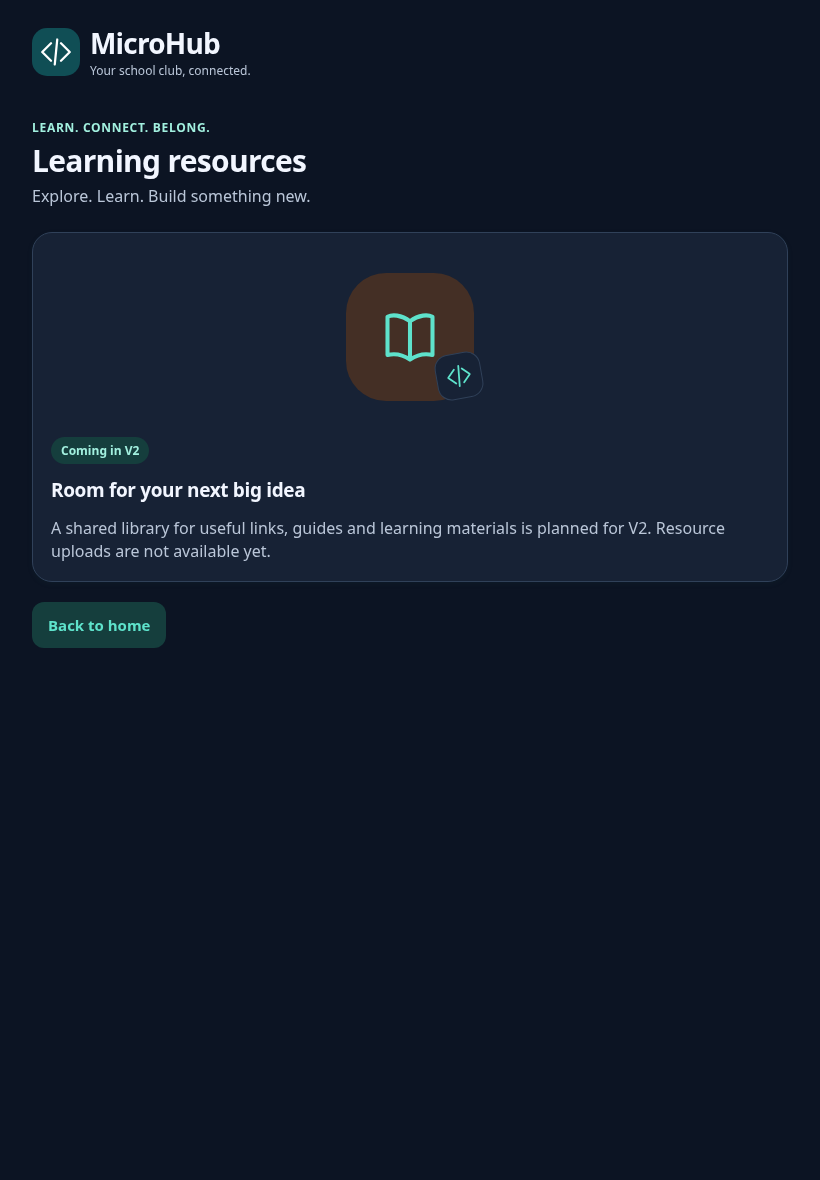 MicroHub
Your school club, connected.
LEARN. CONNECT. BELONG.
Learning resources
Explore. Learn. Build something new.
Coming in V2
Room for your next big idea
A shared library for useful links, guides and learning materials is planned for V2. Resource
uploads are not available yet.
Back to home